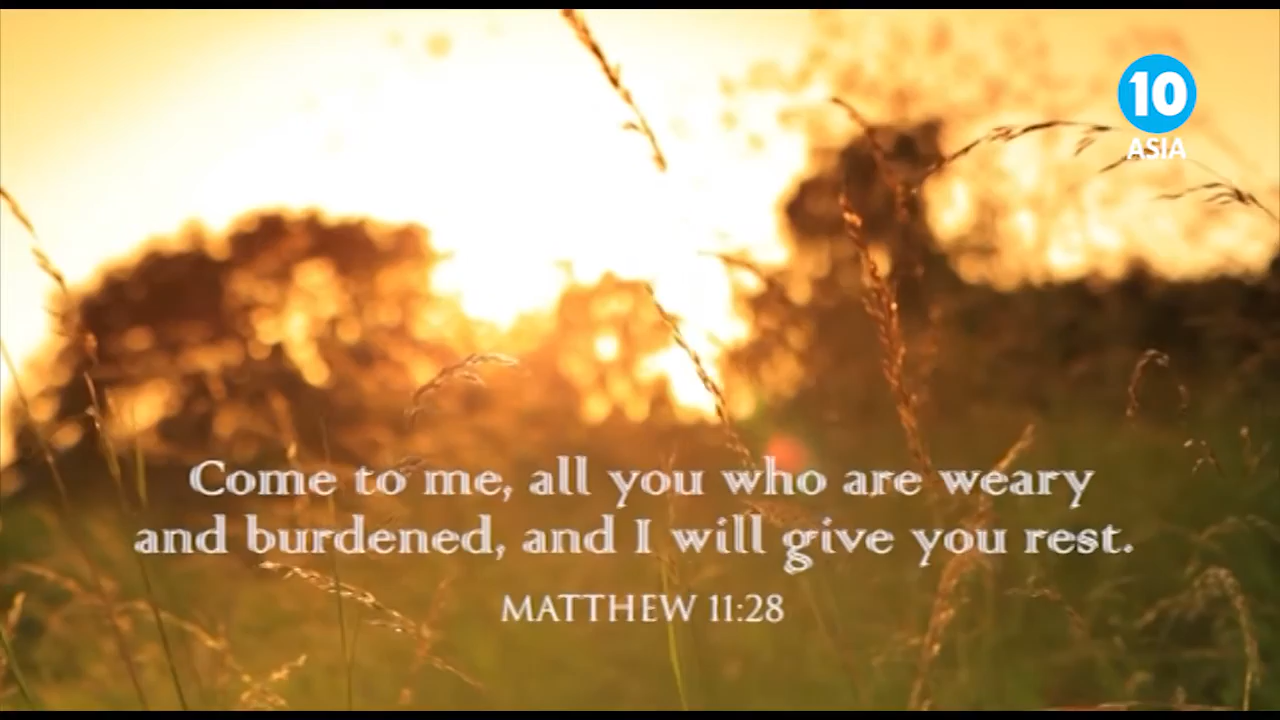 10
ASIA
Come to me, all you who are weary
and burdened, and I will give you rest.
MATTHEW 11:28